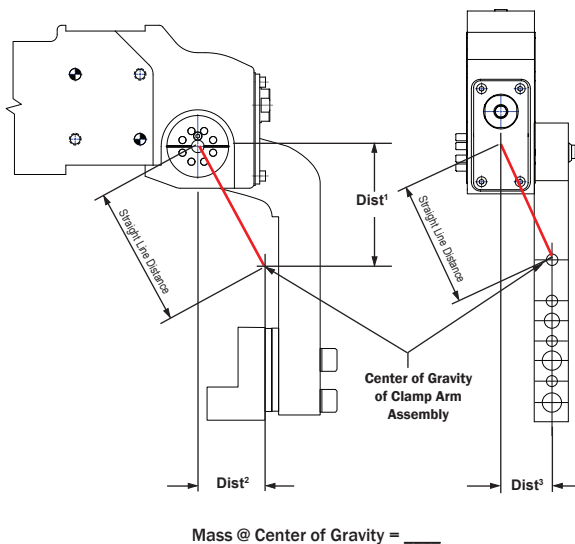 Dist¹
Straight Line Distance
Straight Line Distance
Center of Gravity
of Clamp Arm
Assembly
Dist²
Dist³
Mass @ Center of Gravity = ____